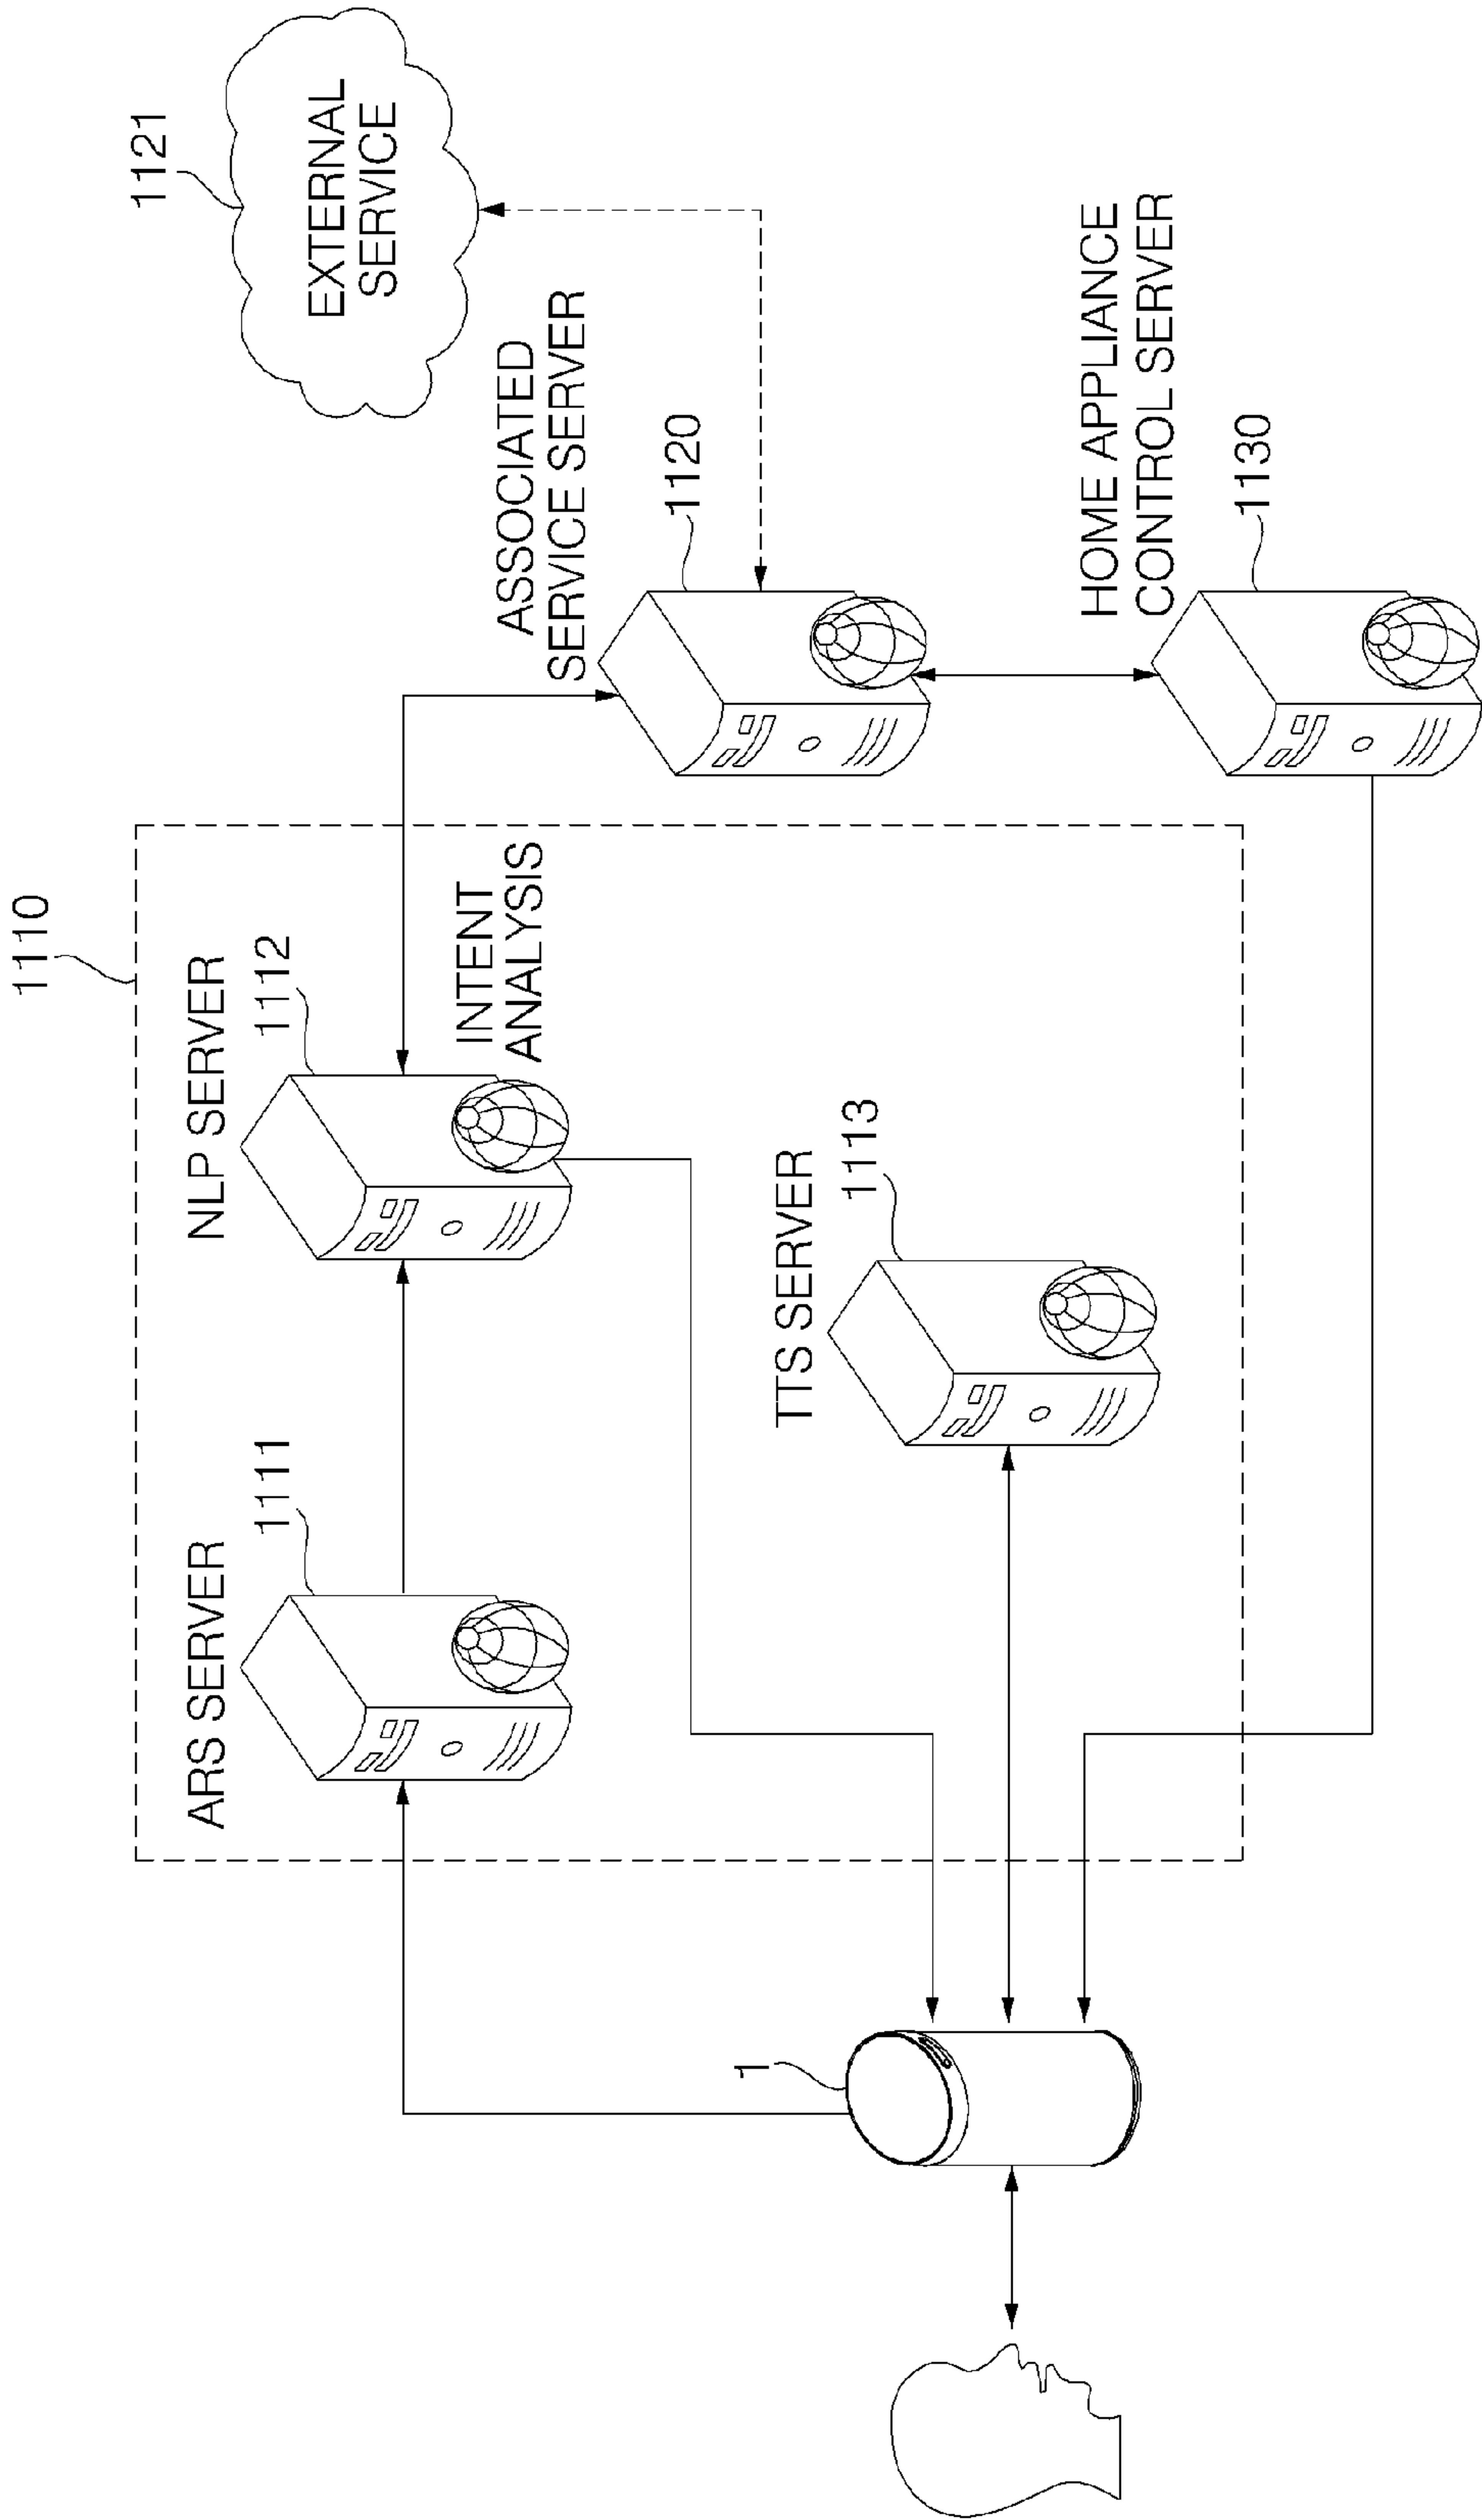 1110
1121
EXTERNAL
SERVICE
ARS SERVER
1111
NLP SERVER
1112
INTENT
ANALYSIS
ASSOCIATED
SERVICE SERVER
1120
1
TTS SERVER
1113
HOME APPLIANCE
CONTROL SERVER
1130